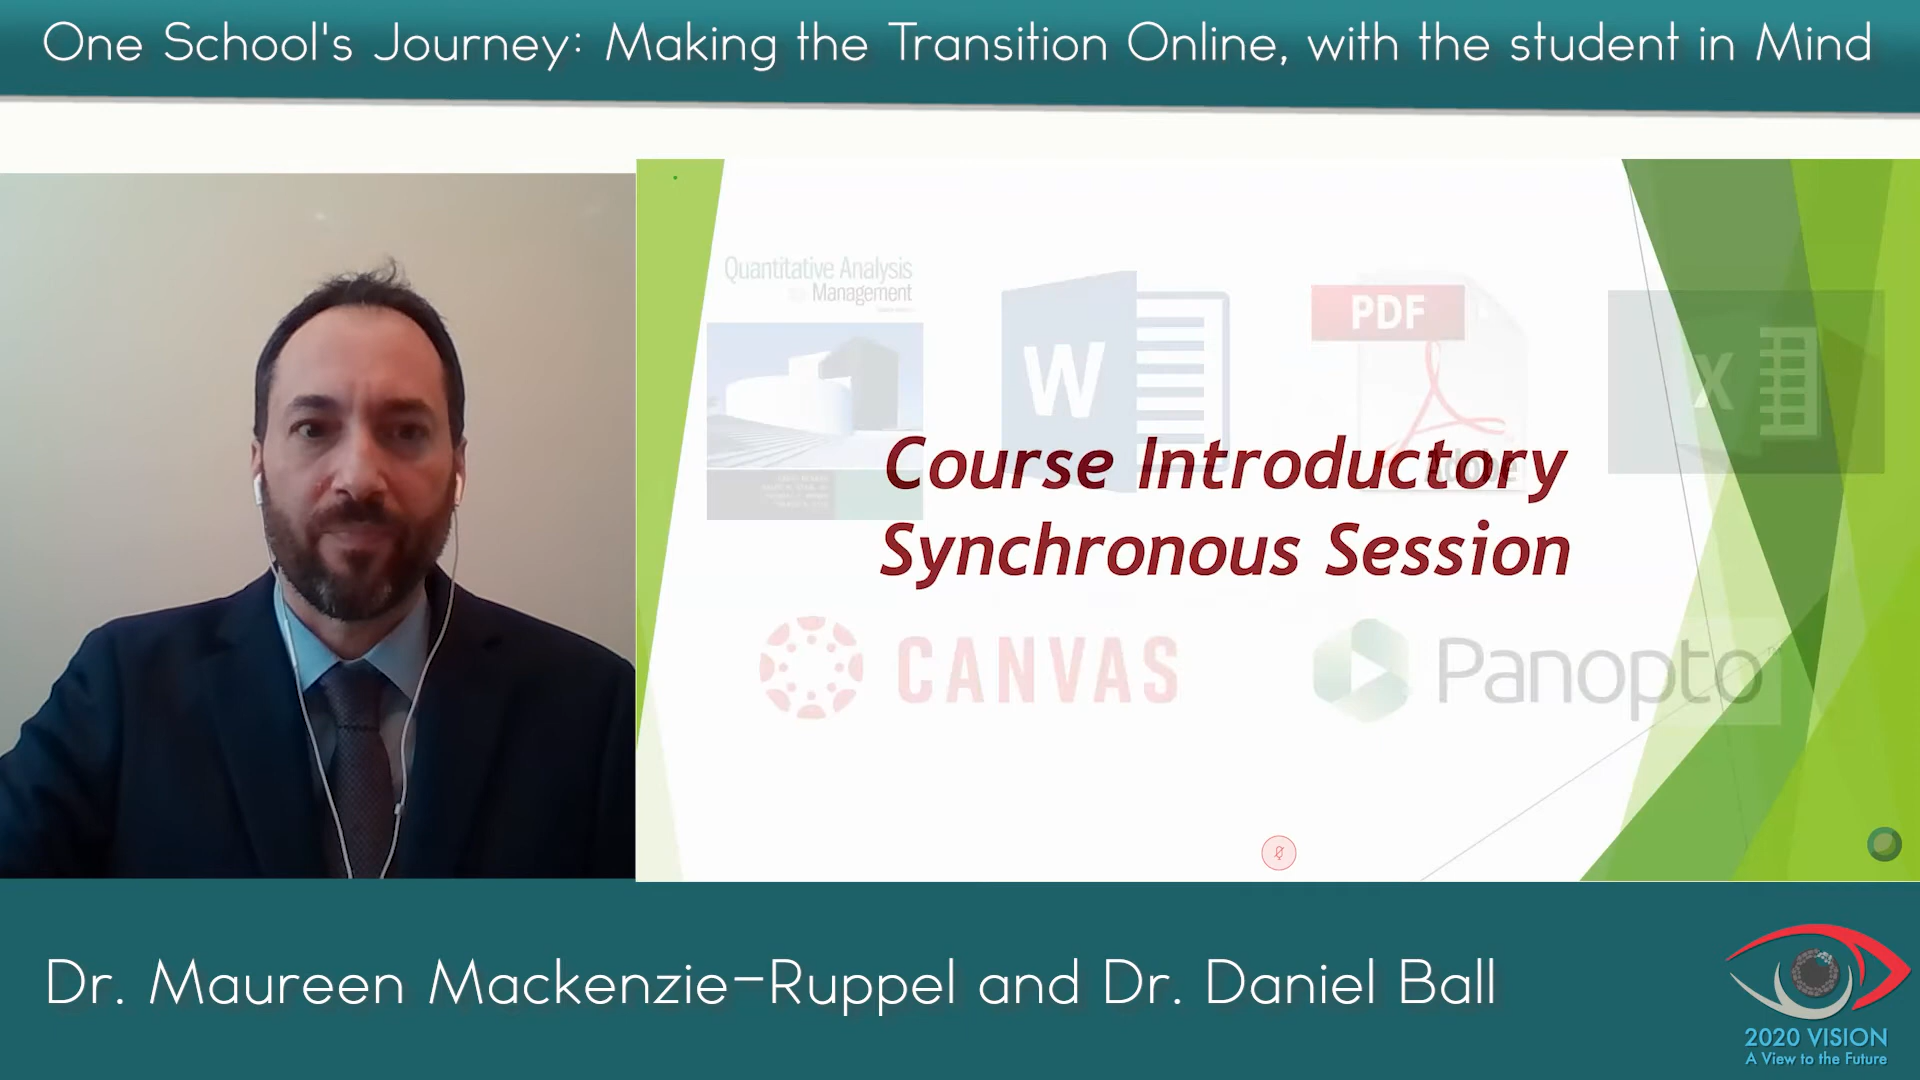 One School's Journey: Making the Transition Online, with the student in Mind
Quantitative Analysis
Management
W
PDF
X
Adobe
Course Introductory
Synchronous Session
CANVAS
Panopto
Dr. Maureen Mackenzie-Ruppel and Dr. Daniel Ball
2020 VISION
A View to the Future